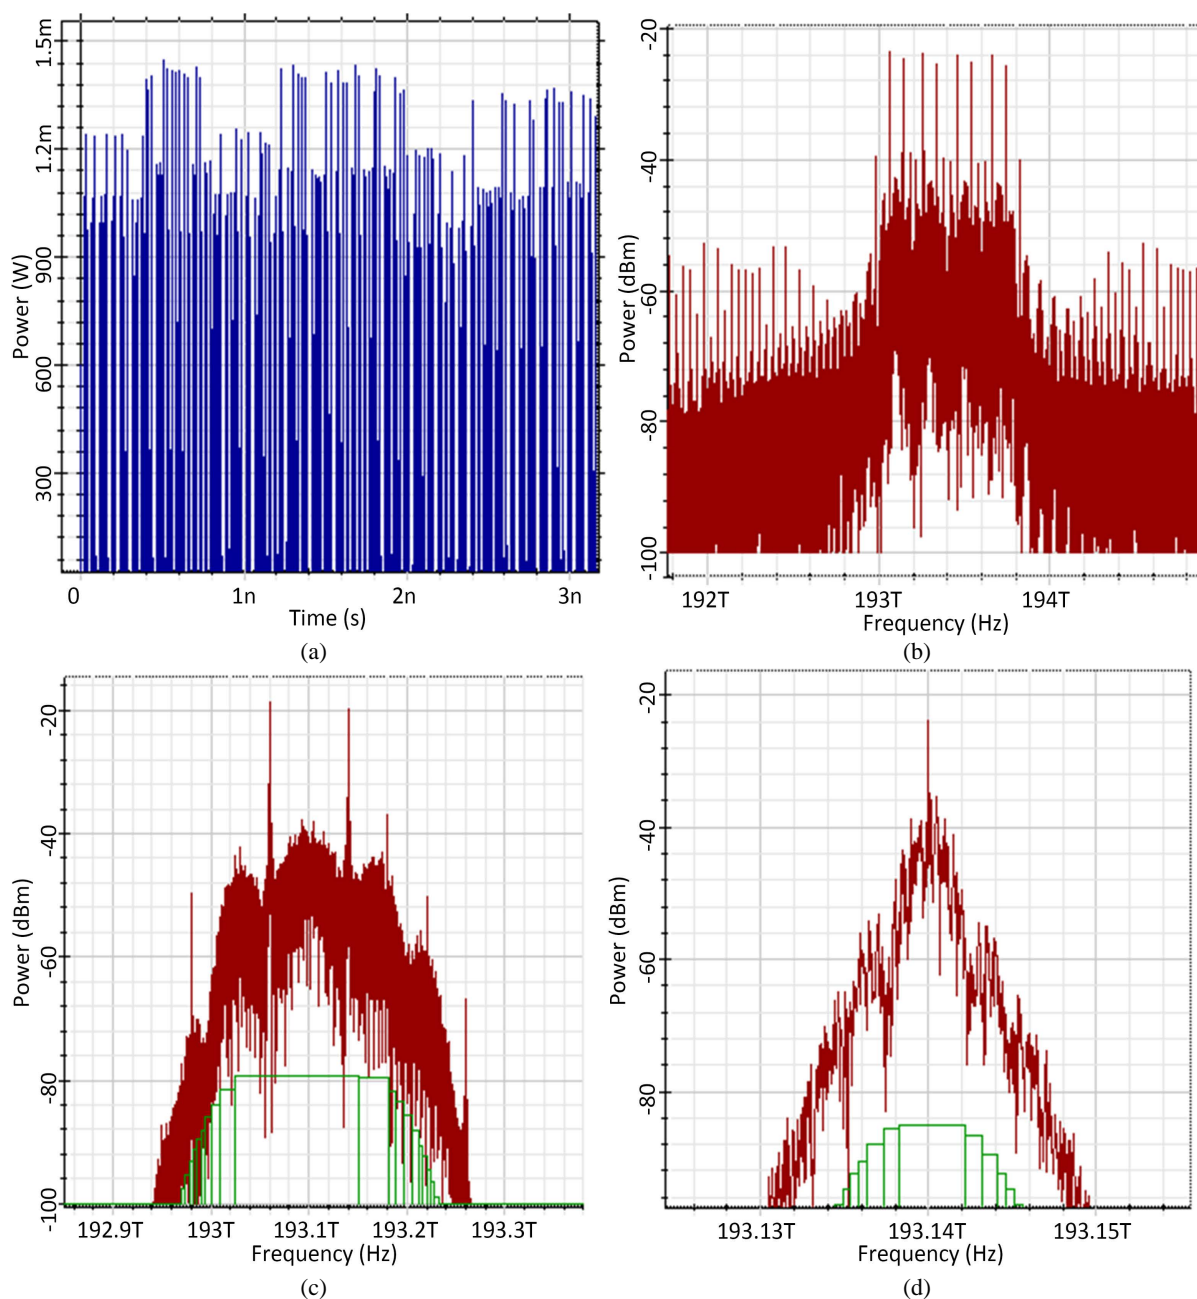 1.5m
1.2m
900
600
300
Power (W)
0 1n 2n 3n
Time (s)
(a)
-20
-40
-60
-80
-100
Power (dBm)
192T 193T 194T
Frequency (Hz)
(b)
-20
-40
-60
-80
-100
Power (dBm)
192.9T 193T 193.1T 193.2T 193.3T
Frequency (Hz)
(c)
-20
-40
-60
-80
Power (dBm)
193.13T 193.14T 193.15T
Frequency (Hz)
(d)